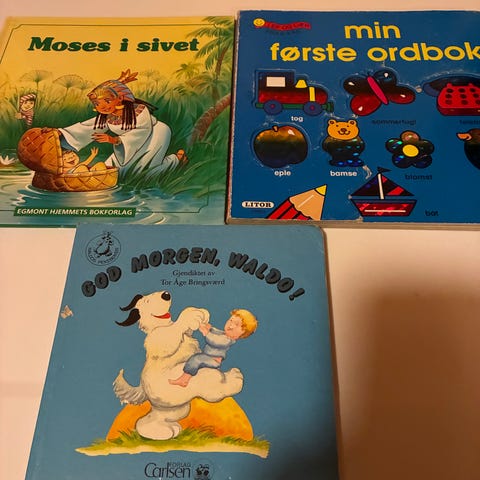 Moses i sivet
EGMONT HJEMMETS BOKFORLAG
min
første ordbok
tog
sommerfugl
eple
bamse
blomst
båt
LITOR
GOD MORGEN, WALDO!
Gjendiktet av
Tor Åge Bringsværd
FORLAG
Carlsen